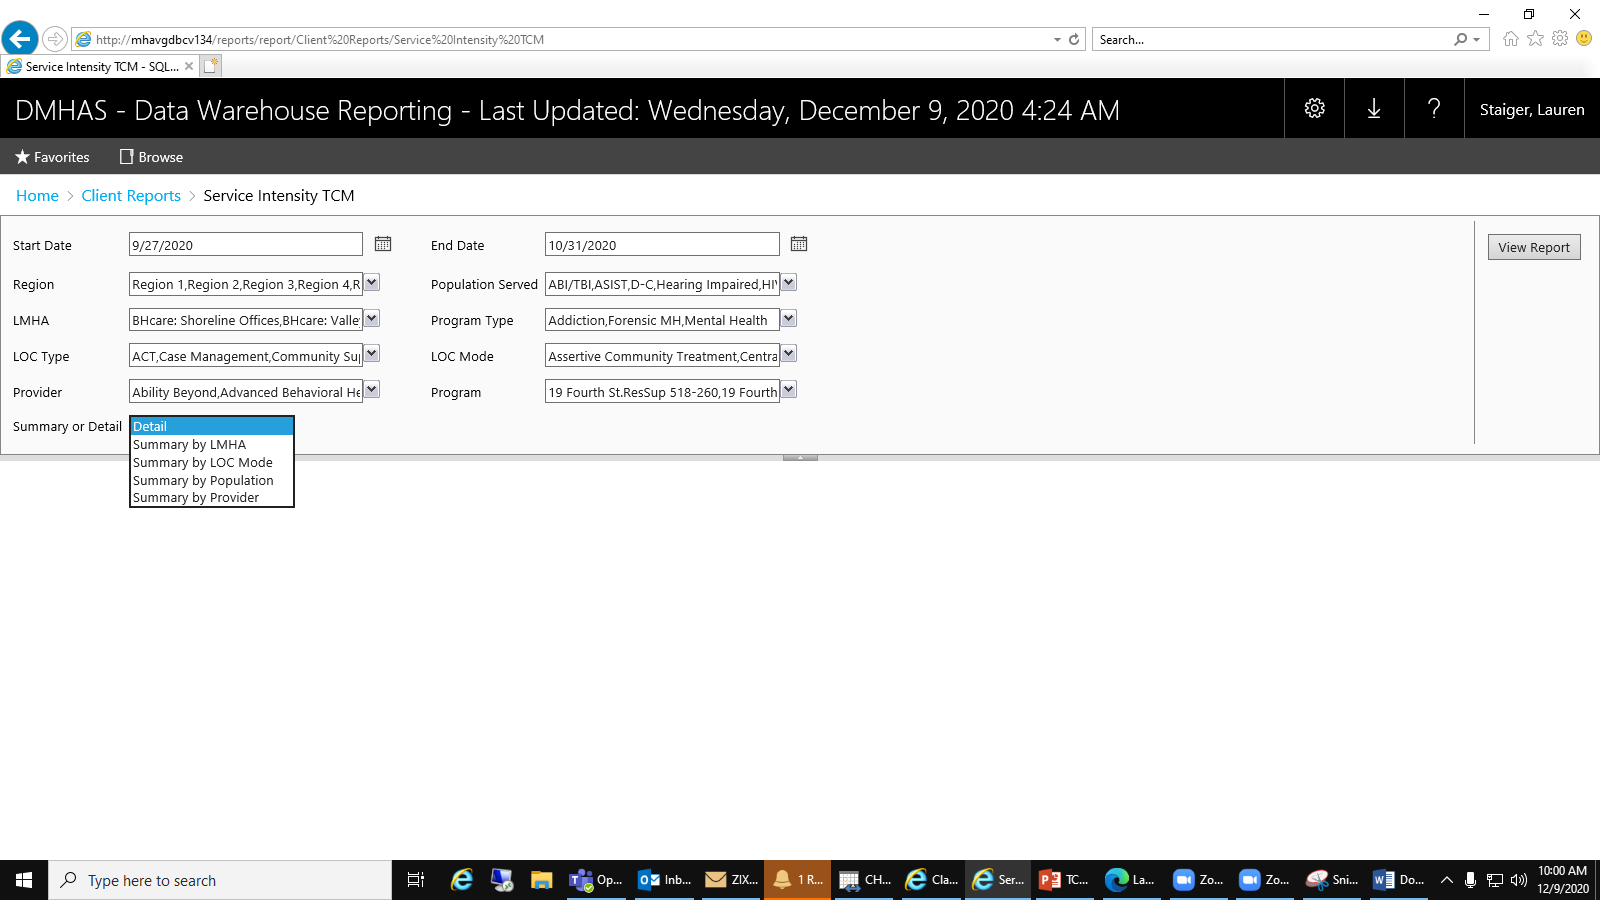 http://mhavgdbcv134/reports/report/Client%20Reports/Service%20Intensity%20TCM
Search...
Service Intensity TCM - SQL...
DMHAS - Data Warehouse Reporting - Last Updated: Wednesday, December 9, 2020 4:24 AM
?
Staiger, Lauren
Favorites
Browse
Home > Client Reports > Service Intensity TCM
Start Date
9/27/2020
End Date
10/31/2020
View Report
Region
Region 1,Region 2,Region 3,Region 4,R
Population Served
ABI/TBI,ASIST,D-C,Hearing Impaired,HI
LMHA
BHcare: Shoreline Offices,BHcare: Valle
Program Type
Addiction,Forensic MH,Mental Health
LOC Type
ACT,Case Management,Community Su
LOC Mode
Assertive Community Treatment,Centra
Provider
Ability Beyond,Advanced Behavioral He
Program
19 Fourth St.ResSup 518-260,19 Fourth
Summary or Detail
Detail
Summary by LMHA
Summary by LOC Mode
Summary by Population
Summary by Provider
Type here to search
Op...
Inb...
ZIX...
1 R...
CH...
Cla...
Ser...
TC...
La...
Zo...
Zo...
Sni...
Do...
10:00 AM
12/9/2020